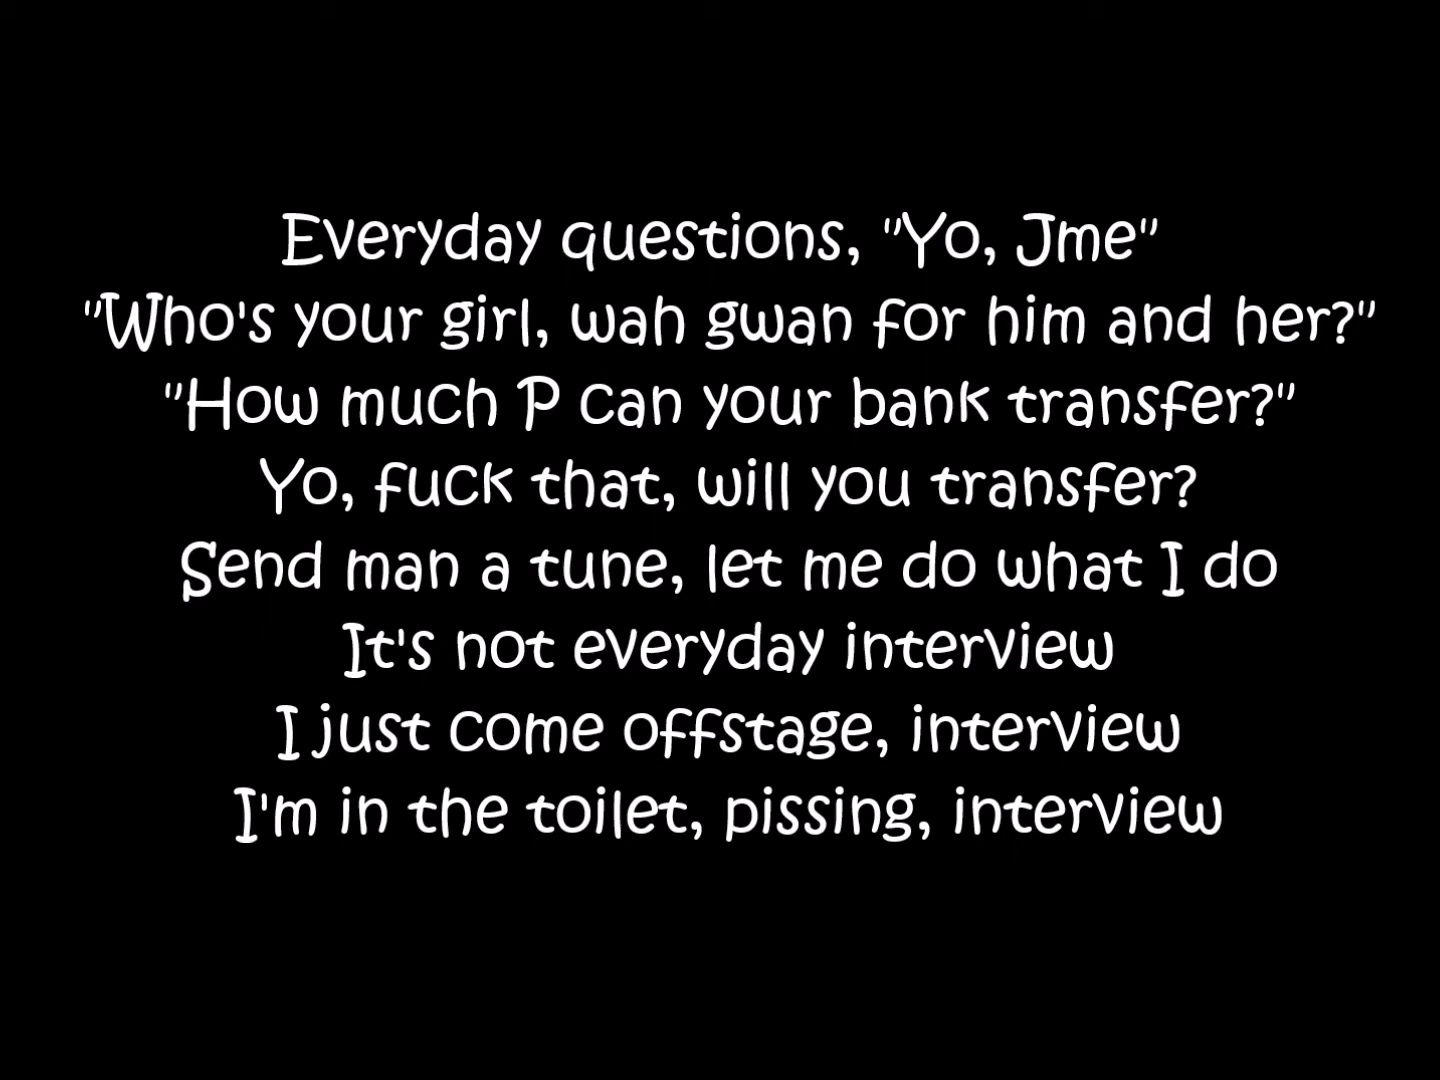 Everyday questions, "Yo, Jme"
"Who's your girl, wah gwan for him and her?"
"How much P can your bank transfer?"
Yo, fuck that, will you transfer?
Send man a tune, let me do what I do
It's not everyday interview
I just come offstage, interview
I'm in the toilet, pissing, interview